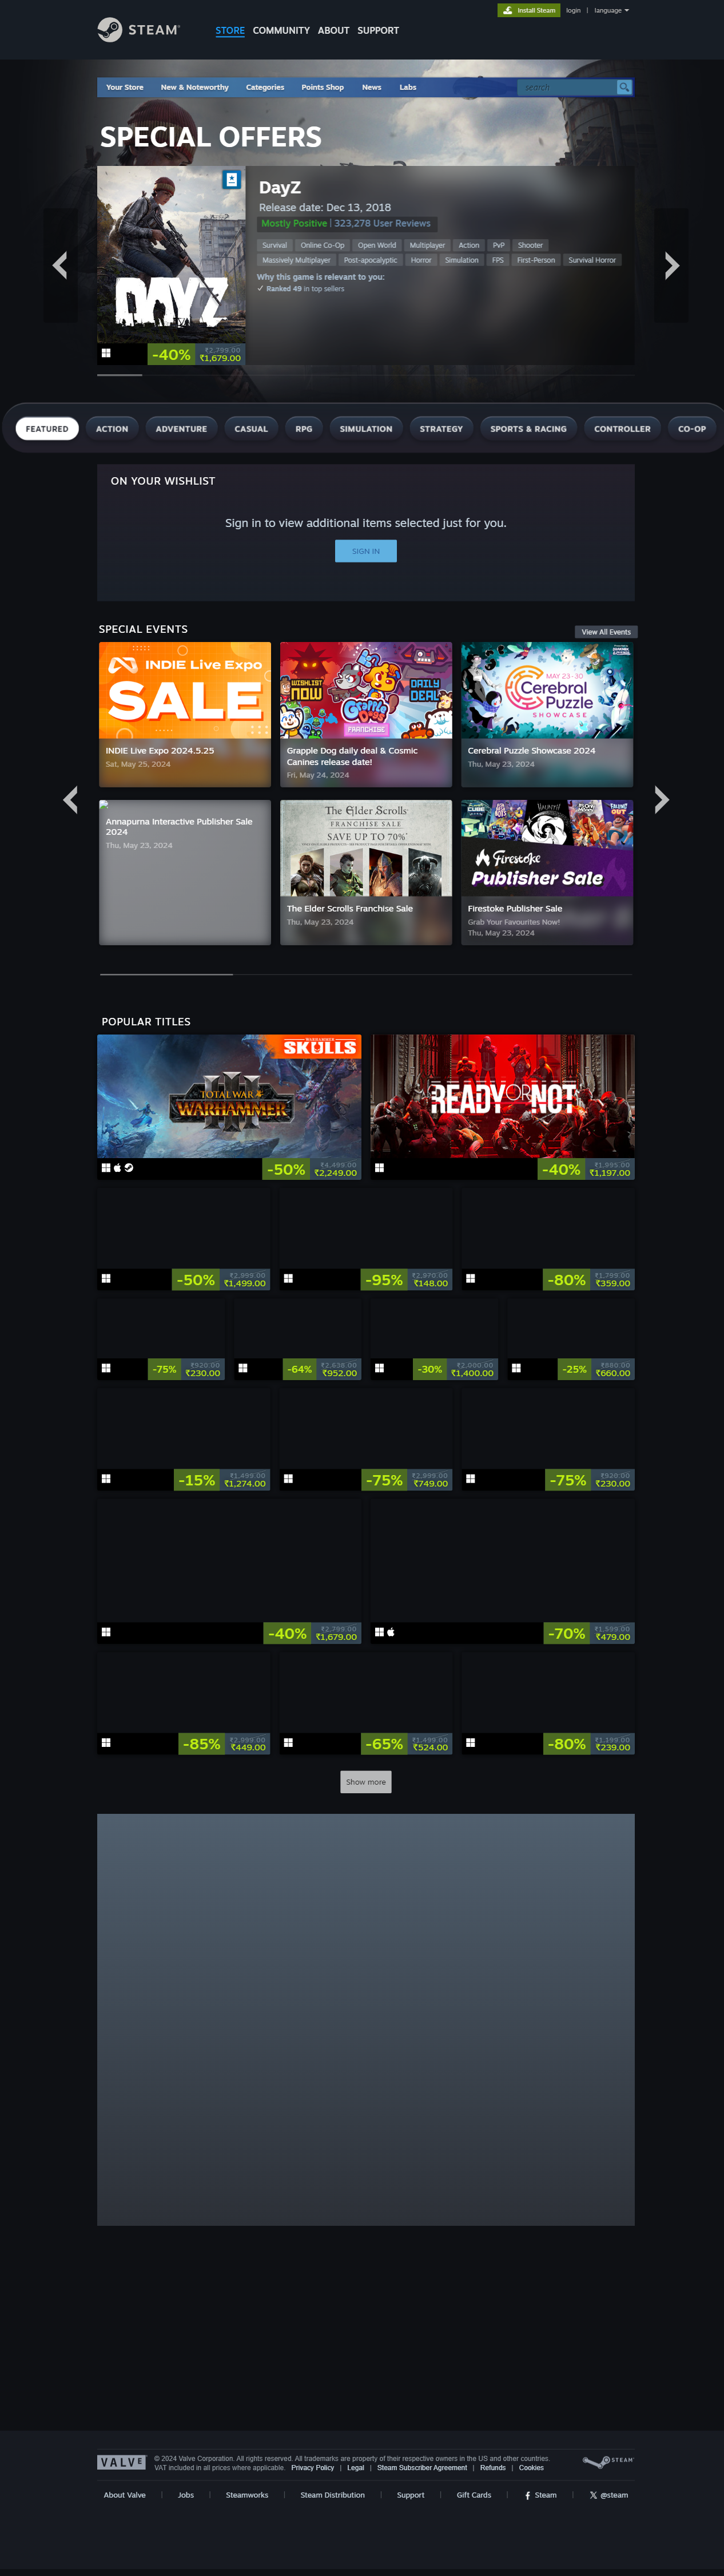 Install Steam login | language
STEAM®
STORE COMMUNITY ABOUT SUPPORT
Your Store New & Noteworthy Categories Points Shop News Labs search
SPECIAL OFFERS
DAYZ
-40% ₹2,799.00 ₹1,679.00
DayZ
Release date: Dec 13, 2018
Mostly Positive | 323,278 User Reviews
Survival Online Co-Op Open World Multiplayer Action PvP Shooter
Massively Multiplayer Post-apocalyptic Horror Simulation FPS First-Person Survival Horror
Why this game is relevant to you:
Ranked 49 in top sellers
FEATURED ACTION ADVENTURE CASUAL RPG SIMULATION STRATEGY SPORTS & RACING CONTROLLER CO-OP
ON YOUR WISHLIST
Sign in to view additional items selected just for you.
SIGN IN
SPECIAL EVENTS
View All Events
INDIE Live Expo
SALE
INDIE Live Expo 2024.5.25
Sat, May 25, 2024
WISHLIST NOW
DAILY DEAL
Grapple Dogs
FRANCHISE
Grapple Dog daily deal & Cosmic
Canines release date!
Fri, May 24, 2024
MAY 23-30
Cerebral
Puzzle
SHOWCASE
Cerebral Puzzle Showcase 2024
Thu, May 23, 2024
Annapurna Interactive Publisher Sale
2024
Thu, May 23, 2024
The Elder Scrolls
FRANCHISE SALE
SAVE UP TO 70%*
The Elder Scrolls Franchise Sale
Thu, May 23, 2024
Firestoke
Publisher Sale
Firestoke Publisher Sale
Grab Your Favourites Now!
Thu, May 23, 2024
POPULAR TITLES
SKULLS
TOTAL WAR
WARHAMMER
III
-50% ₹4,499.00 ₹2,249.00
READY OR NOT
-40% ₹1,995.00 ₹1,197.00
-50% ₹2,999.00 ₹1,499.00
-95% ₹2,970.00 ₹148.00
-80% ₹1,799.00 ₹359.00
-75% ₹920.00 ₹230.00
-64% ₹2,638.00 ₹952.00
-30% ₹2,000.00 ₹1,400.00
-25% ₹880.00 ₹660.00
-15% ₹1,499.00 ₹1,274.00
-75% ₹2,999.00 ₹749.00
-75% ₹920.00 ₹230.00
-40% ₹2,799.00 ₹1,679.00
-70% ₹1,599.00 ₹479.00
-85% ₹2,999.00 ₹449.00
-65% ₹1,499.00 ₹524.00
-80% ₹1,199.00 ₹239.00
Show more
VALVE
© 2024 Valve Corporation. All rights reserved. All trademarks are property of their respective owners in the US and other countries.
VAT included in all prices where applicable. Privacy Policy | Legal | Steam Subscriber Agreement | Refunds | Cookies
STEAM
About Valve | Jobs | Steamworks | Steam Distribution | Support | Gift Cards | Steam | @steam